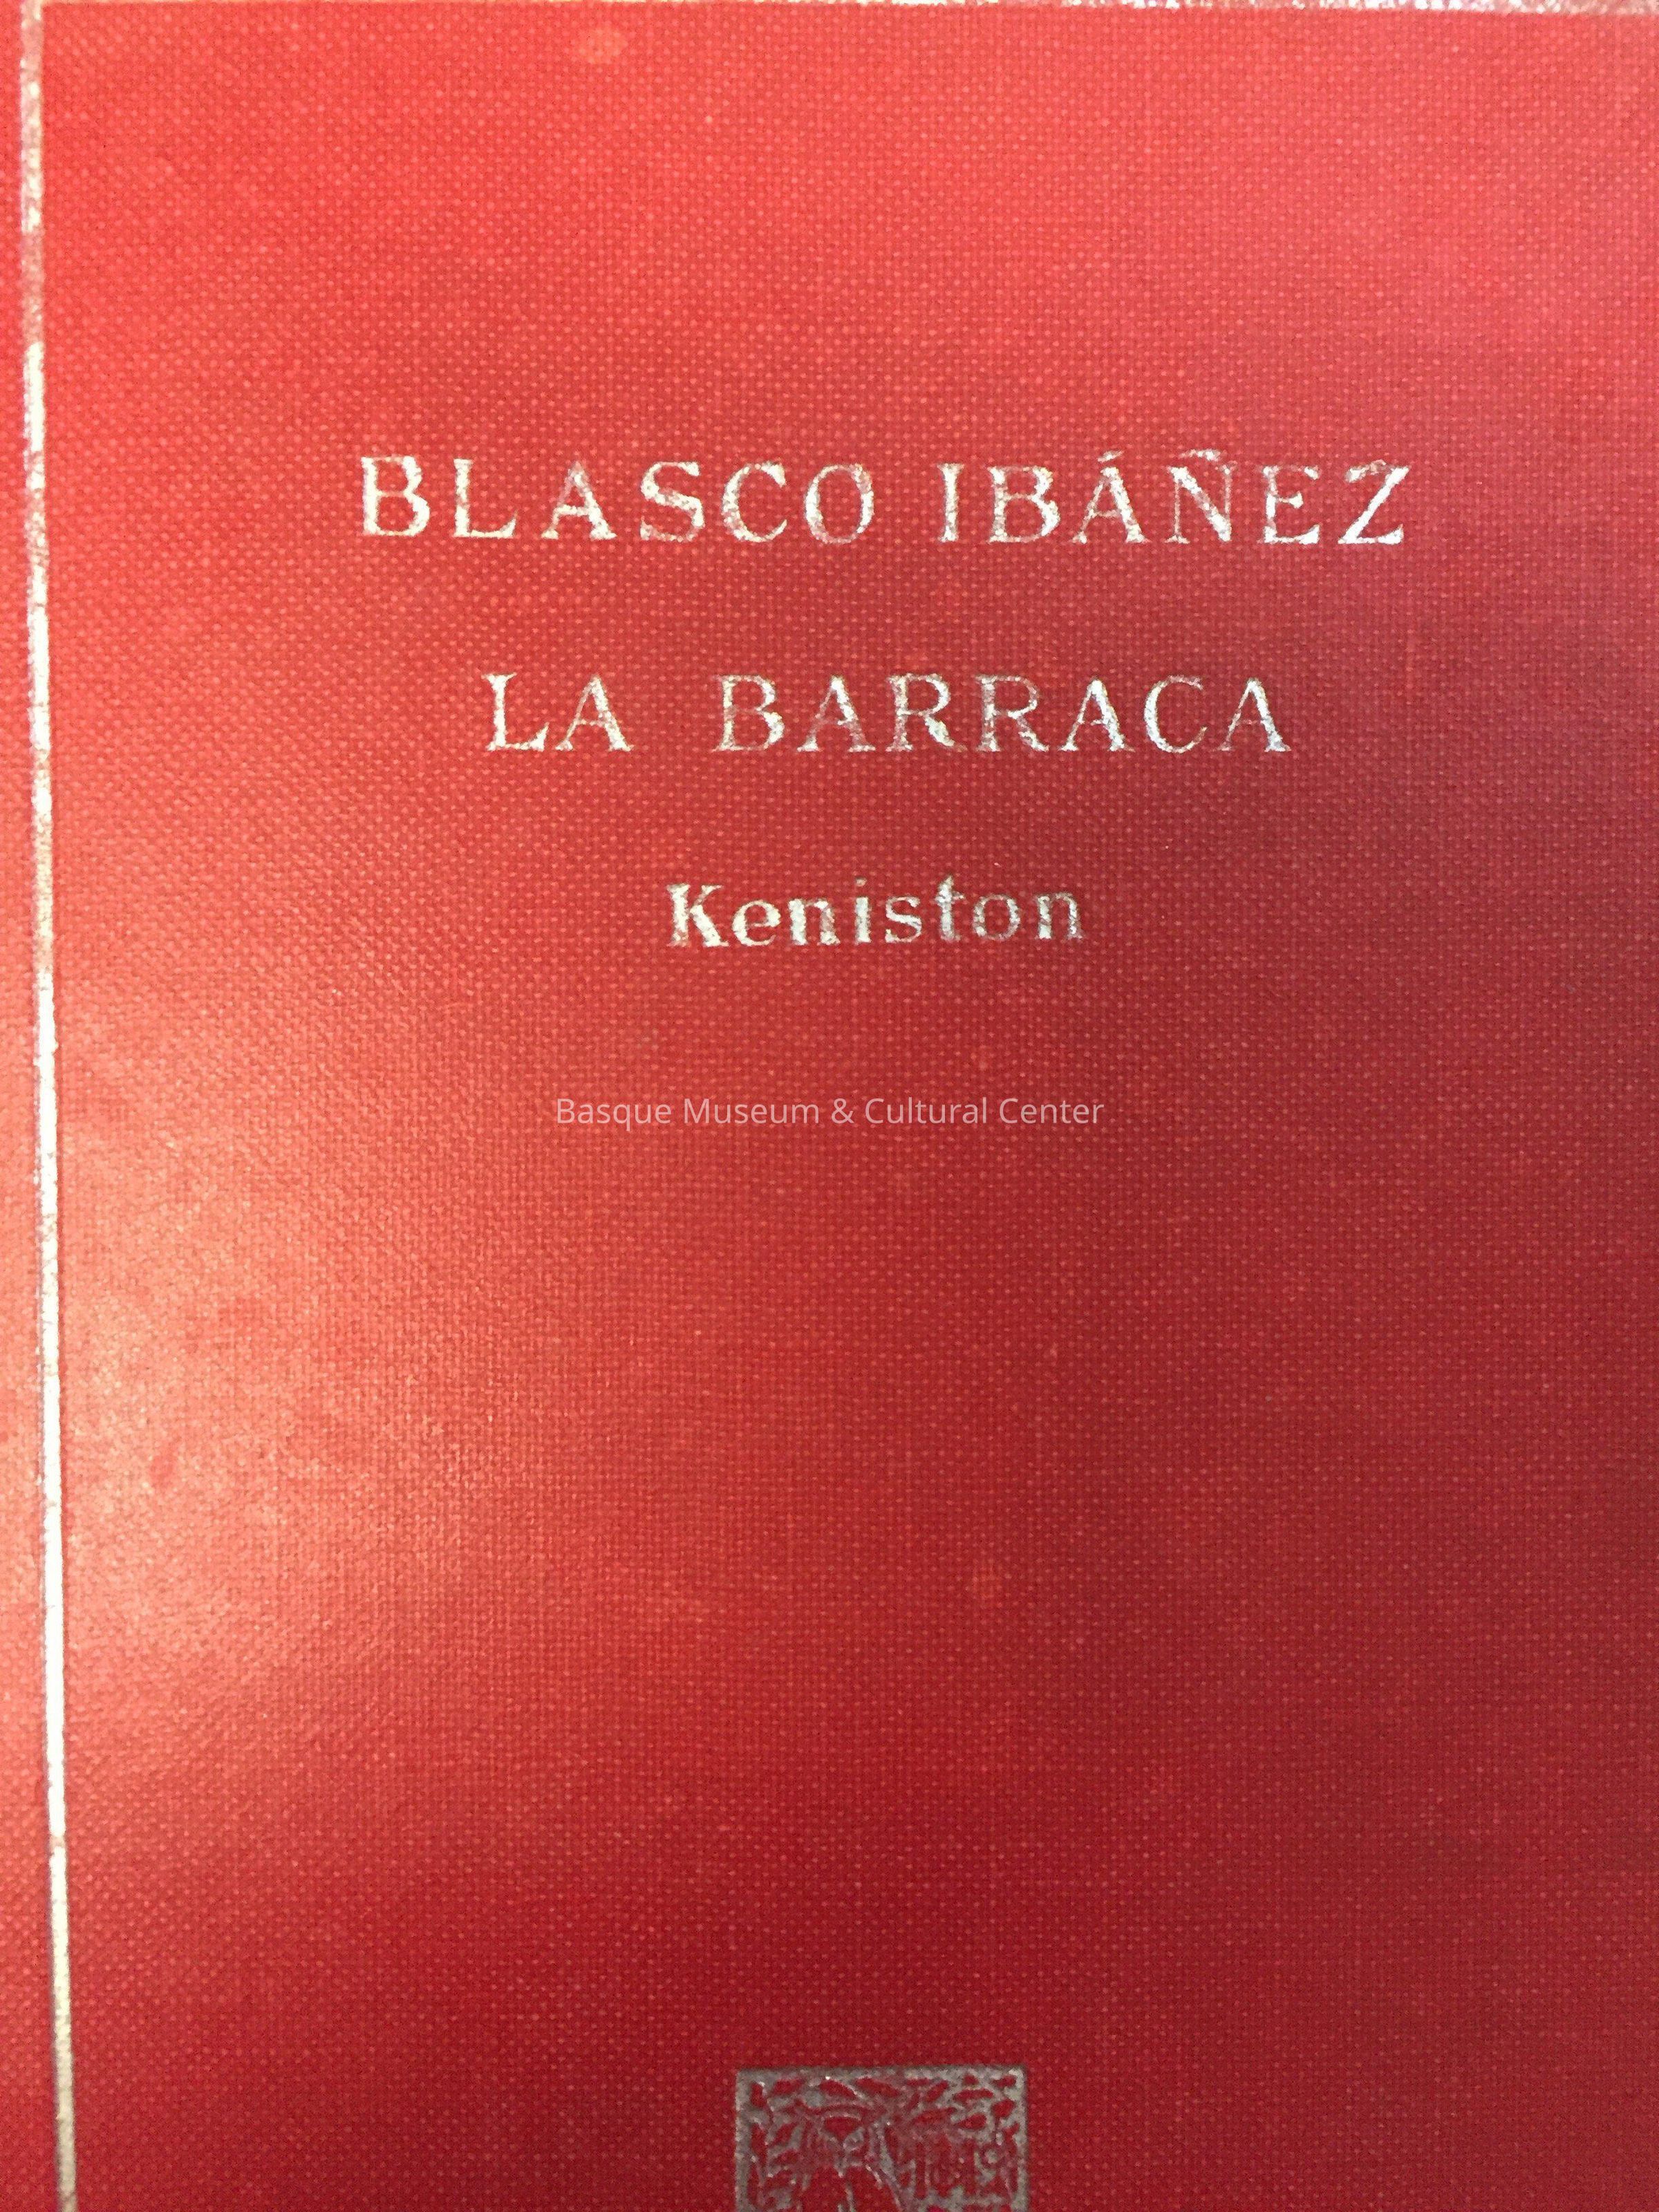 BLASCO IBÁÑEZ
LA BARRACA
Keniston
Basque Museum & Cultural Center